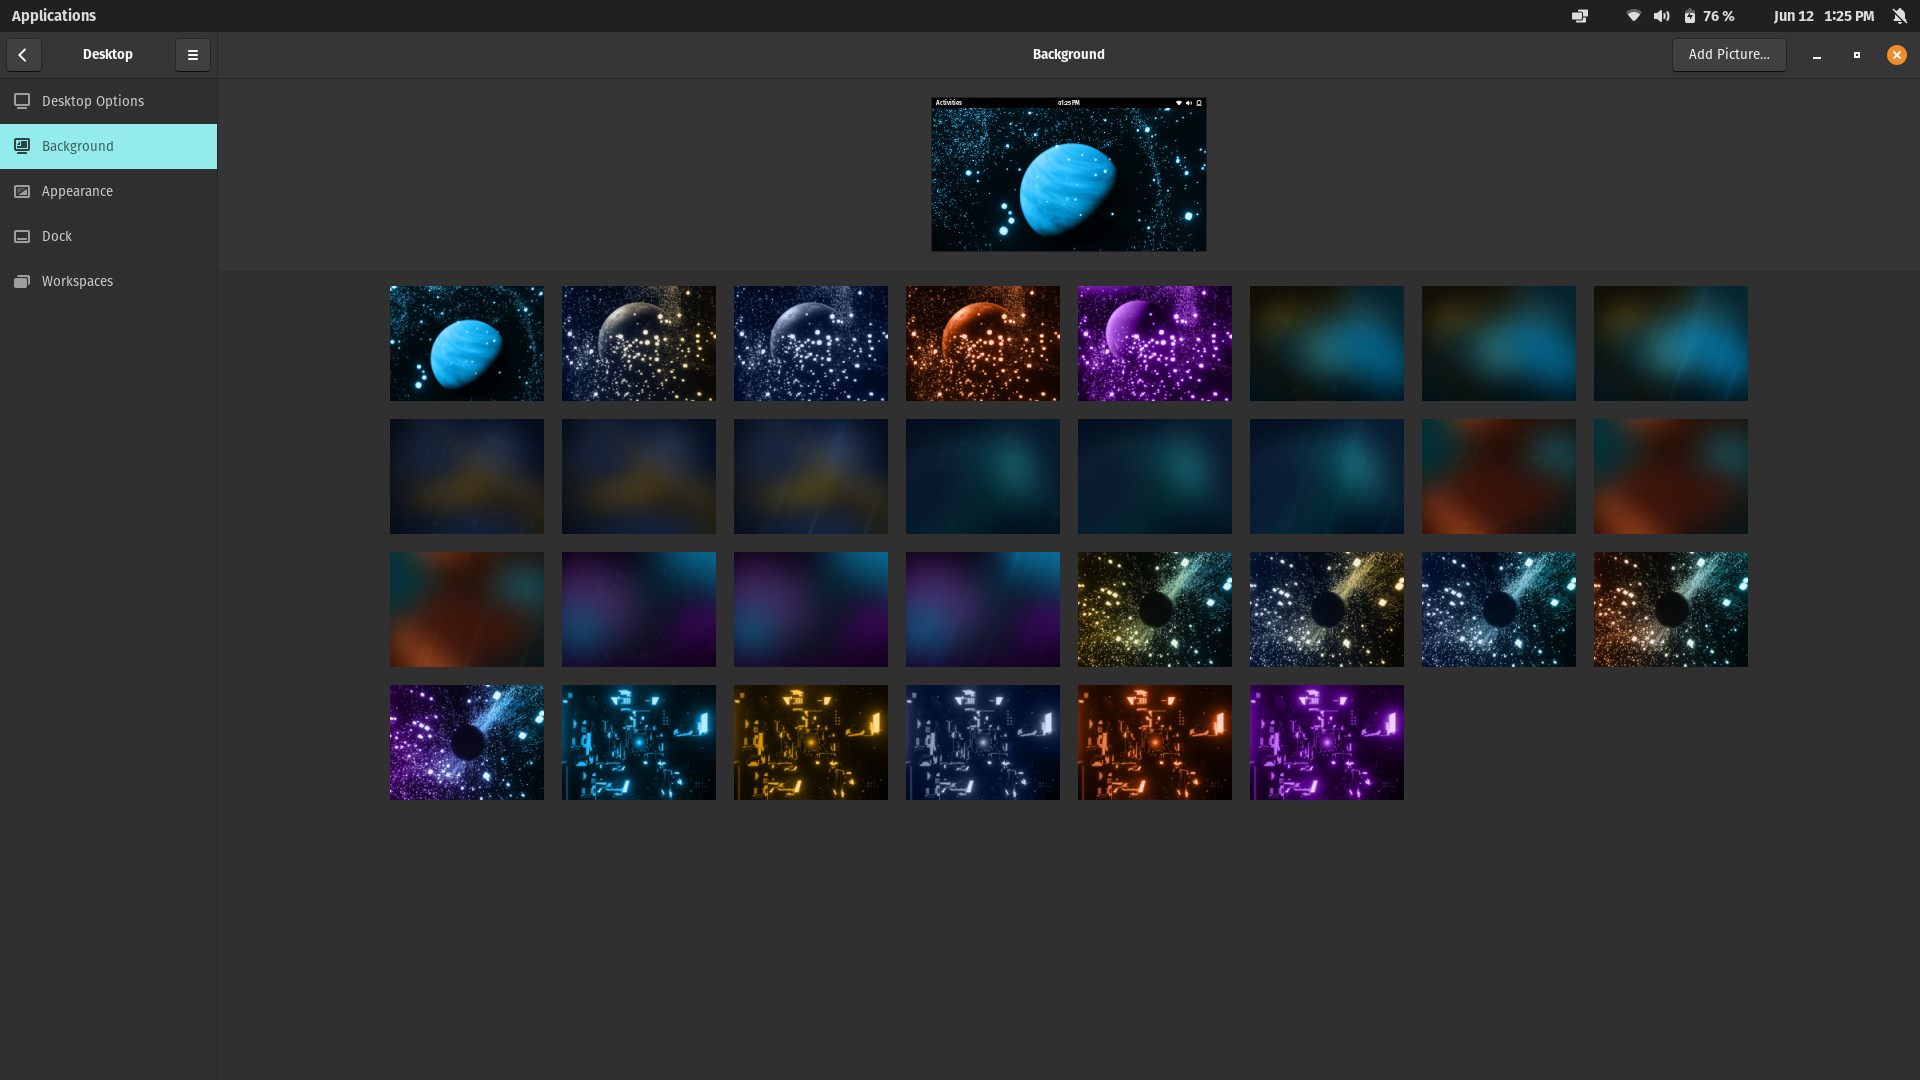 Applications
76 %
Jun 12 1:25 PM
Desktop
Background
Add Picture...
Desktop Options
Background
Appearance
Dock
Workspaces
Activities
01:25 PM